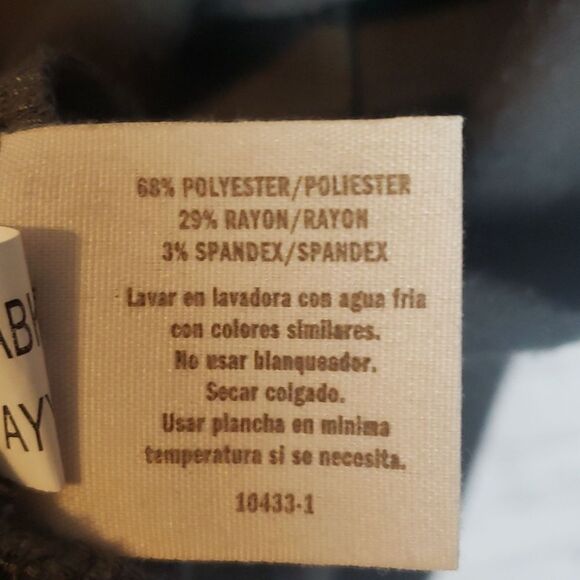 68% POLYESTER/POLIESTER
29% RAYON/RAYON
3% SPANDEX/SPANDEX
Lavar en lavadora con agua fria
con colores similares.
No usar blanqueador.
Secar colgado.
Usar plancha en minima
temperatura si se necesita.
10433-1